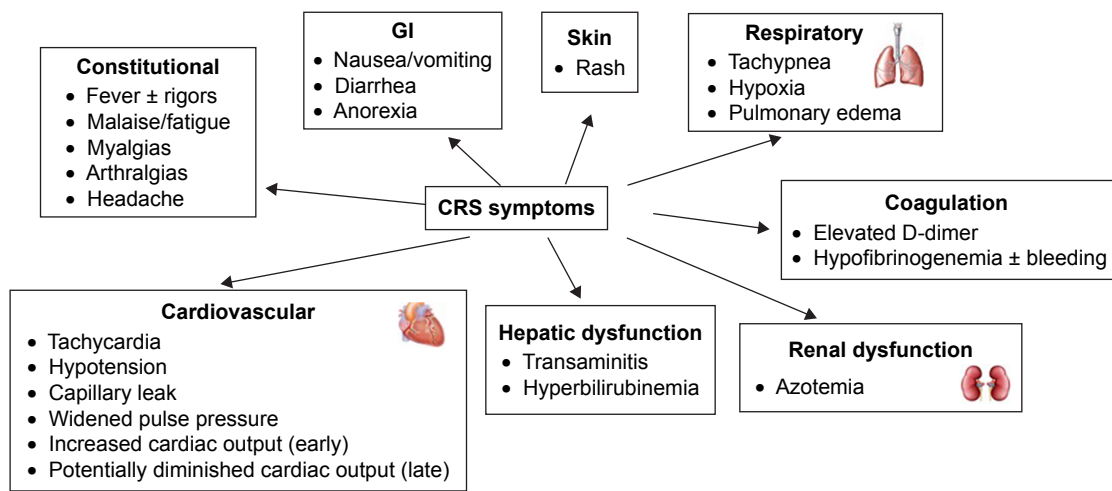 Constitutional
• Fever ± rigors
• Malaise/fatigue
• Myalgias
• Arthralgias
• Headache
GI
• Nausea/vomiting
• Diarrhea
• Anorexia
Skin
• Rash
Respiratory
• Tachypnea
• Hypoxia
• Pulmonary edema
CRS symptoms
Coagulation
• Elevated D-dimer
• Hypofibrinogenemia ± bleeding
Cardiovascular
• Tachycardia
• Hypotension
• Capillary leak
• Widened pulse pressure
• Increased cardiac output (early)
• Potentially diminished cardiac output (late)
Hepatic dysfunction
• Transaminitis
• Hyperbilirubinemia
Renal dysfunction
• Azotemia